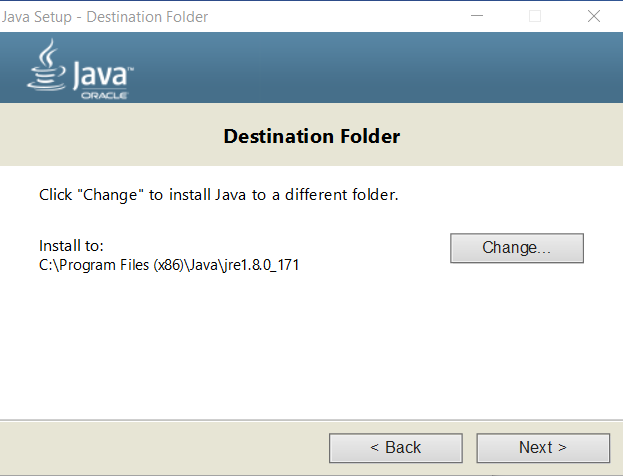 Java Setup - Destination Folder
Java™
ORACLE
Destination Folder
Click "Change" to install Java to a different folder.
Install to:
Change...
C:\Program Files (x86)\Java\jre1.8.0_171
< Back
Next >